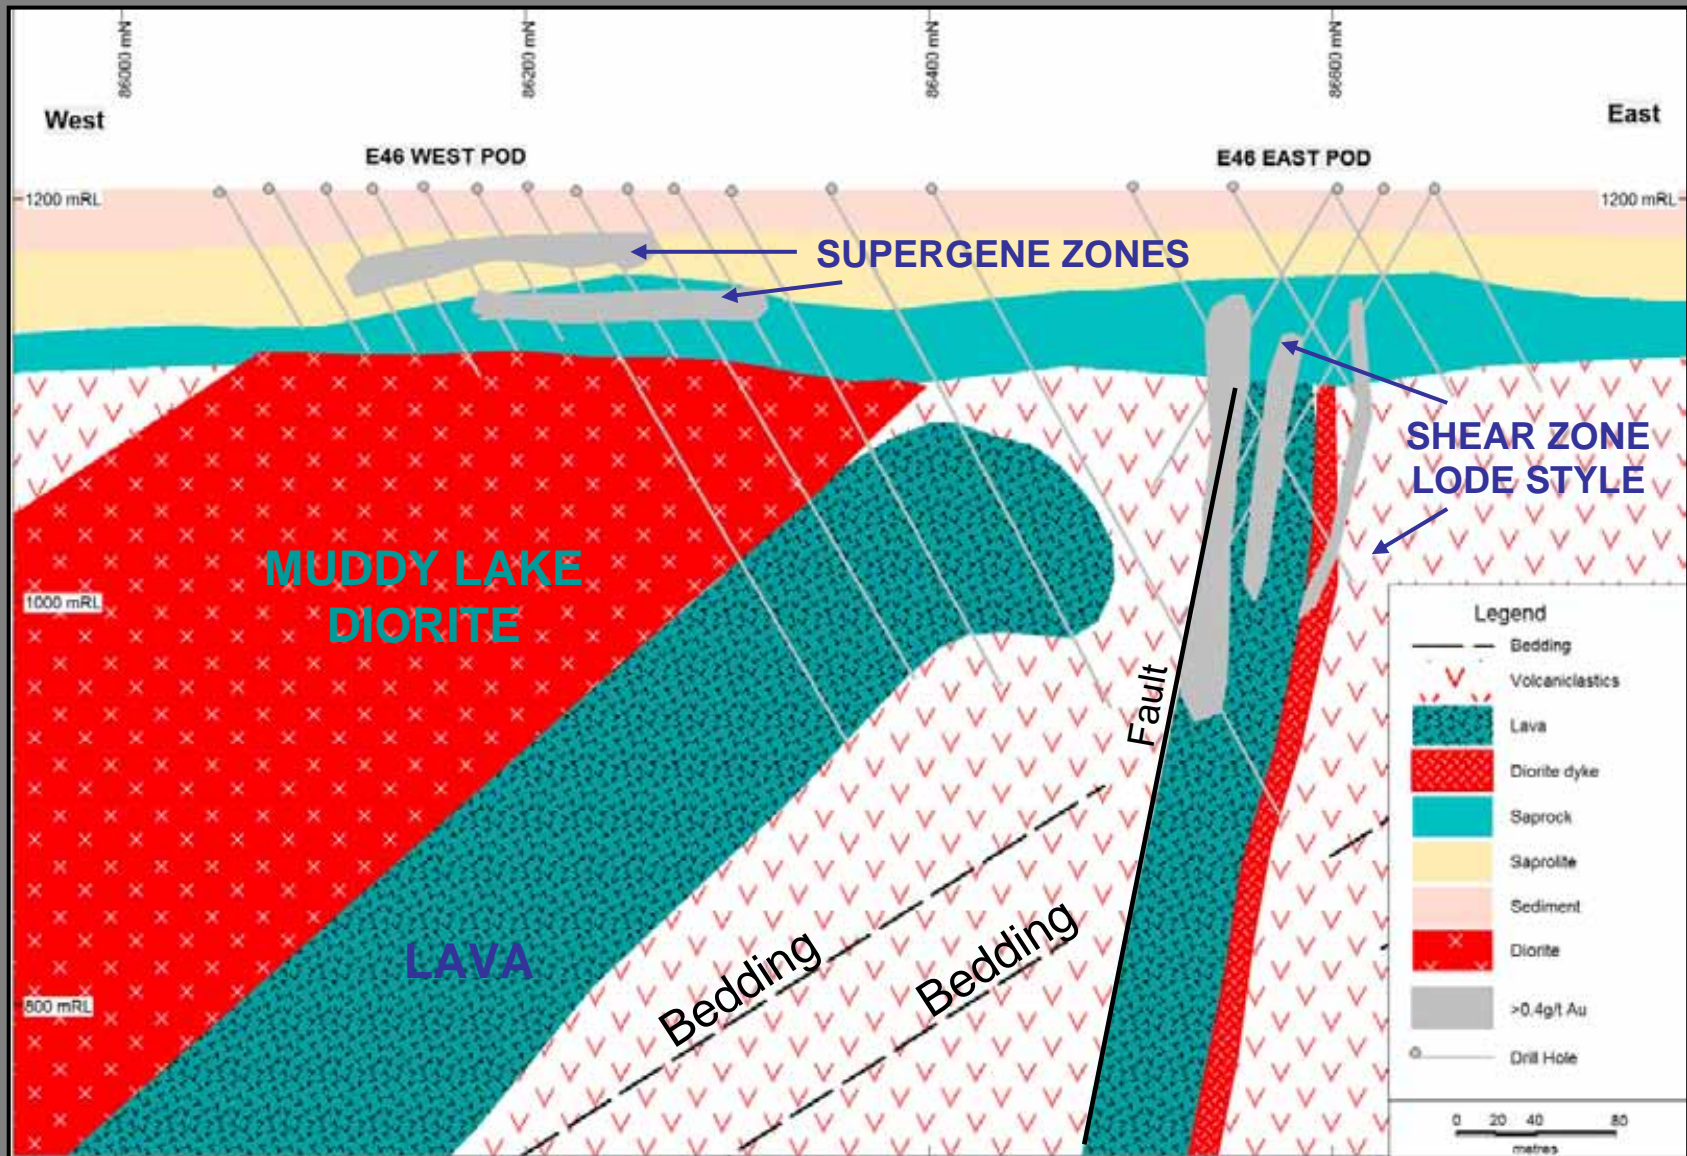 86000 mN
86200 mN
86400 mN
86600 mN
West
East
E46 WEST POD
E46 EAST POD
1200 mRL
1200 mRL
SUPERGENE ZONES
SHEAR ZONE
LODE STYLE
MUDDY LAKE
DIORITE
1000 mRL
Fault
LAVA
Bedding
Bedding
800 mRL
Legend
Bedding
Volcaniclastics
Lava
Diorite dyke
Saprock
Saprolite
Sediment
Diorite
>0.4g/t Au
Drill Hole
0 20 40 80
metres